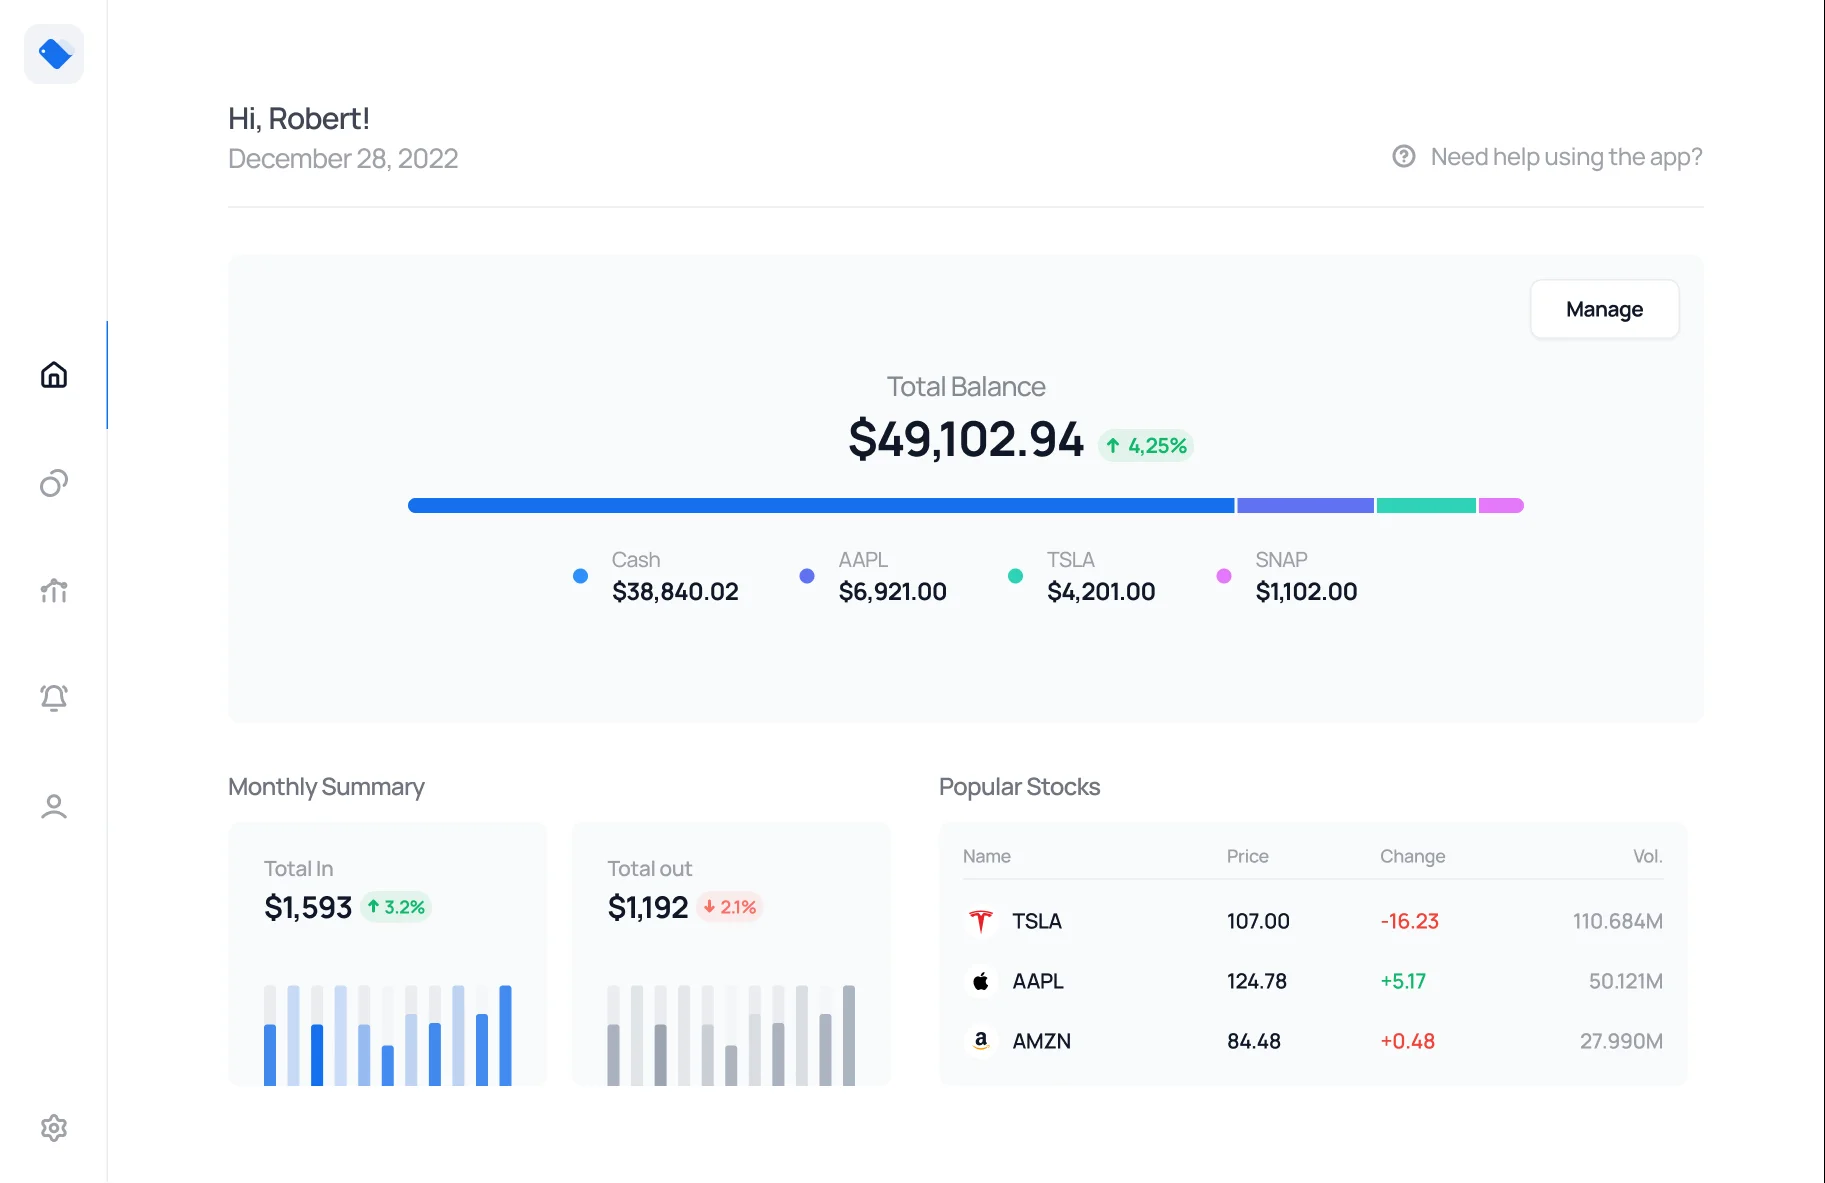 Hi, Robert!
December 28, 2022
Need help using the app?
Manage
Total Balance
$49,102.94 ↑ 4,25%
Cash
$38,840.02
AAPL
$6,921.00
TSLA
$4,201.00
SNAP
$1,102.00
Monthly Summary
Total In
$1,593 ↑ 3.2%
Total out
$1,192 ↓ 2.1%
Popular Stocks
Name Price Change Vol.
TSLA 107.00 -16.23 110.684M
AAPL 124.78 +5.17 50.121M
a AMZN 84.48 +0.48 27.990M